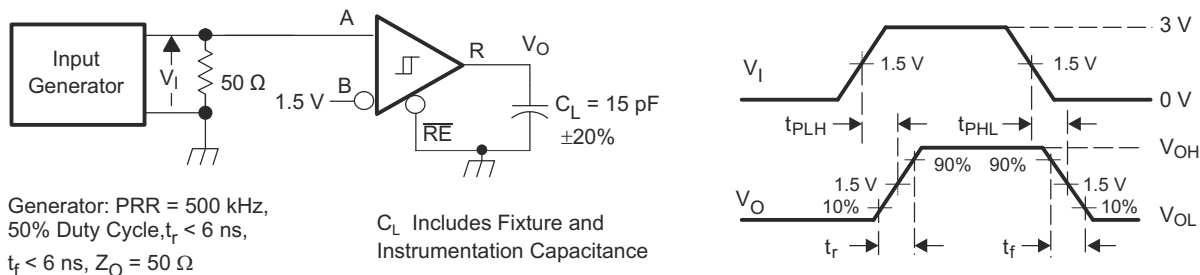 Input
Generator
V_I
50 Ω
A
B
1.5 V
R
V_O
RE
C_L = 15 pF
±20%
Generator: PRR = 500 kHz,
50% Duty Cycle,t_r < 6 ns,
t_f < 6 ns, Z_O = 50 Ω
C_L Includes Fixture and
Instrumentation Capacitance
3 V
V_I
1.5 V
1.5 V
0 V
t_PLH
t_PHL
V_OH
90%
90%
1.5 V
1.5 V
V_O
10%
10%
V_OL
t_r
t_f